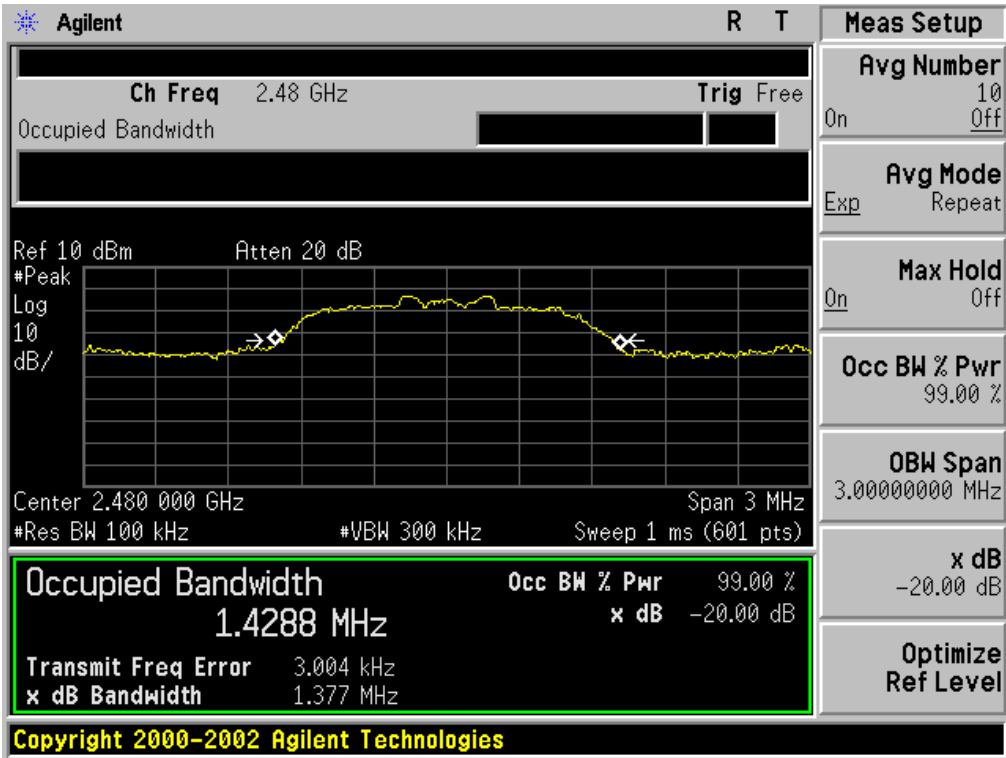 Agilent R T
Ch Freq 2.48 GHz Trig Free
Occupied Bandwidth
Ref 10 dBm Atten 20 dB
#Peak
Log
10
dB/
Center 2.480 000 GHz Span 3 MHz
#Res BW 100 kHz #VBW 300 kHz Sweep 1 ms (601 pts)
Occupied Bandwidth Occ BW % Pwr 99.00 %
1.4288 MHz x dB -20.00 dB
Transmit Freq Error 3.004 kHz
x dB Bandwidth 1.377 MHz
Copyright 2000-2002 Agilent Technologies
Meas Setup
Avg Number
10
On Off
Avg Mode
Exp Repeat
Max Hold
On Off
Occ BW % Pwr
99.00 %
OBW Span
3.00000000 MHz
x dB
-20.00 dB
Optimize
Ref Level